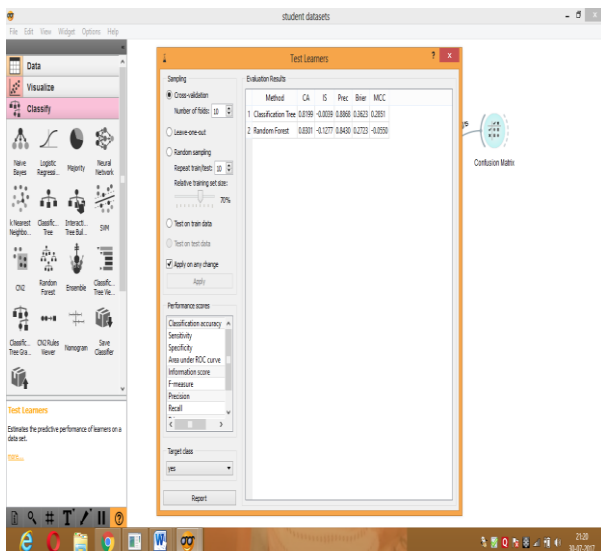 student datasets
File Edit View Widget Options Help
Data
Visualize
Classify
Naive Bayes
Logistic Regressi...
Majority
Neural Network
k Nearest Neighbo...
Classific... Tree
Interacti... Tree Buil...
SVM
CN2
Random Forest
Ensemble
Classific... Tree Vie...
Classific... Tree Gra...
CN2 Rules Viewer
Nomogram
Save Classifier
Test Learners
Estimates the predictive performance of learners on a data set.
more...
Test Learners
? x
Sampling
Cross-validation
Number of folds: 10
Leave-one-out
Random sampling
Repeat train/test: 10
Relative training set size:
70%
Test on train data
Test on test data
Apply on any change
Apply
Performance scores
Classification accuracy
Sensitivity
Specificity
Area under ROC curve
Information score
F-measure
Precision
Recall
Target class
yes
Report
Evaluation Results
Method CA IS Prec Brier MCC
1 Classification Tree 0.8199 -0.0039 0.8868 0.3623 0.2851
2 Random Forest 0.8301 -0.1277 0.8430 0.2723 -0.0550
Confusion Matrix
21:20
30-07-2017